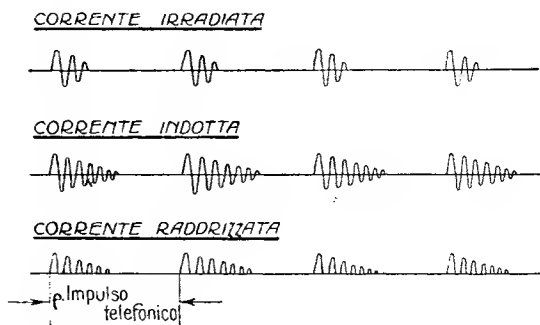 CORRENTE IRRADIATA
CORRENTE INDOTTA
CORRENTE RADDRIZZATA
ρ. Impulso
telefonico